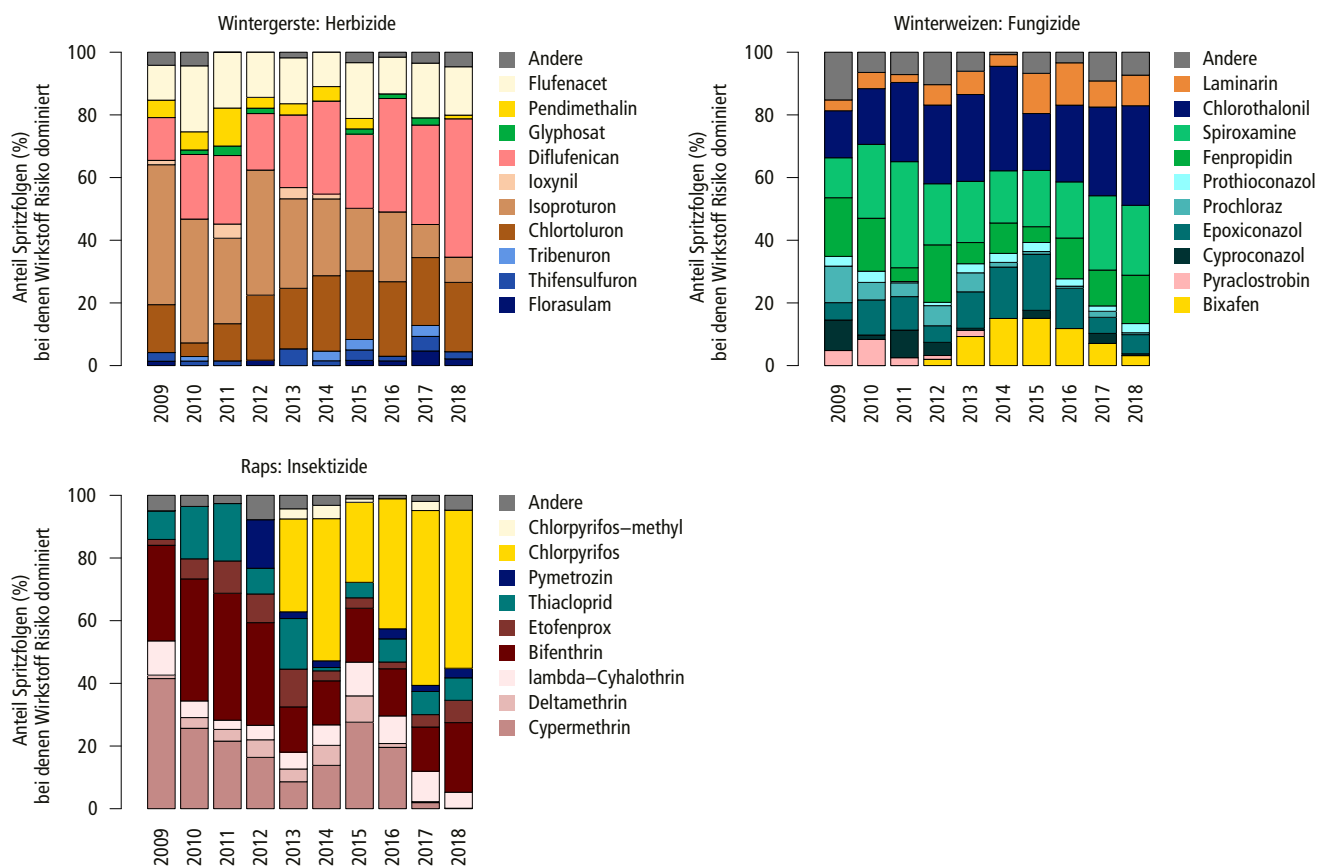 Wintergerste: Herbizide
Anteil Spritzfolgen (%)
bei denen Wirkstoff Risiko dominiert
100
80
60
40
20
0
2009
2010
2011
2012
2013
2014
2015
2016
2017
2018
Andere
Flufenacet
Pendimethalin
Glyphosat
Diflufenican
Ioxynil
Isoproturon
Chlortoluron
Tribenuron
Thifensulfuron
Florasulam
Winterweizen: Fungizide
Anteil Spritzfolgen (%)
bei denen Wirkstoff Risiko dominiert
100
80
60
40
20
0
2009
2010
2011
2012
2013
2014
2015
2016
2017
2018
Andere
Laminarin
Chlorothalonil
Spiroxamine
Fenpropidin
Prothioconazol
Prochloraz
Epoxiconazol
Cyproconazol
Pyraclostrobin
Bixafen
Raps: Insektizide
Anteil Spritzfolgen (%)
bei denen Wirkstoff Risiko dominiert
100
80
60
40
20
0
2009
2010
2011
2012
2013
2014
2015
2016
2017
2018
Andere
Chlorpyrifos–methyl
Chlorpyrifos
Pymetrozin
Thiacloprid
Etofenprox
Bifenthrin
lambda–Cyhalothrin
Deltamethrin
Cypermethrin